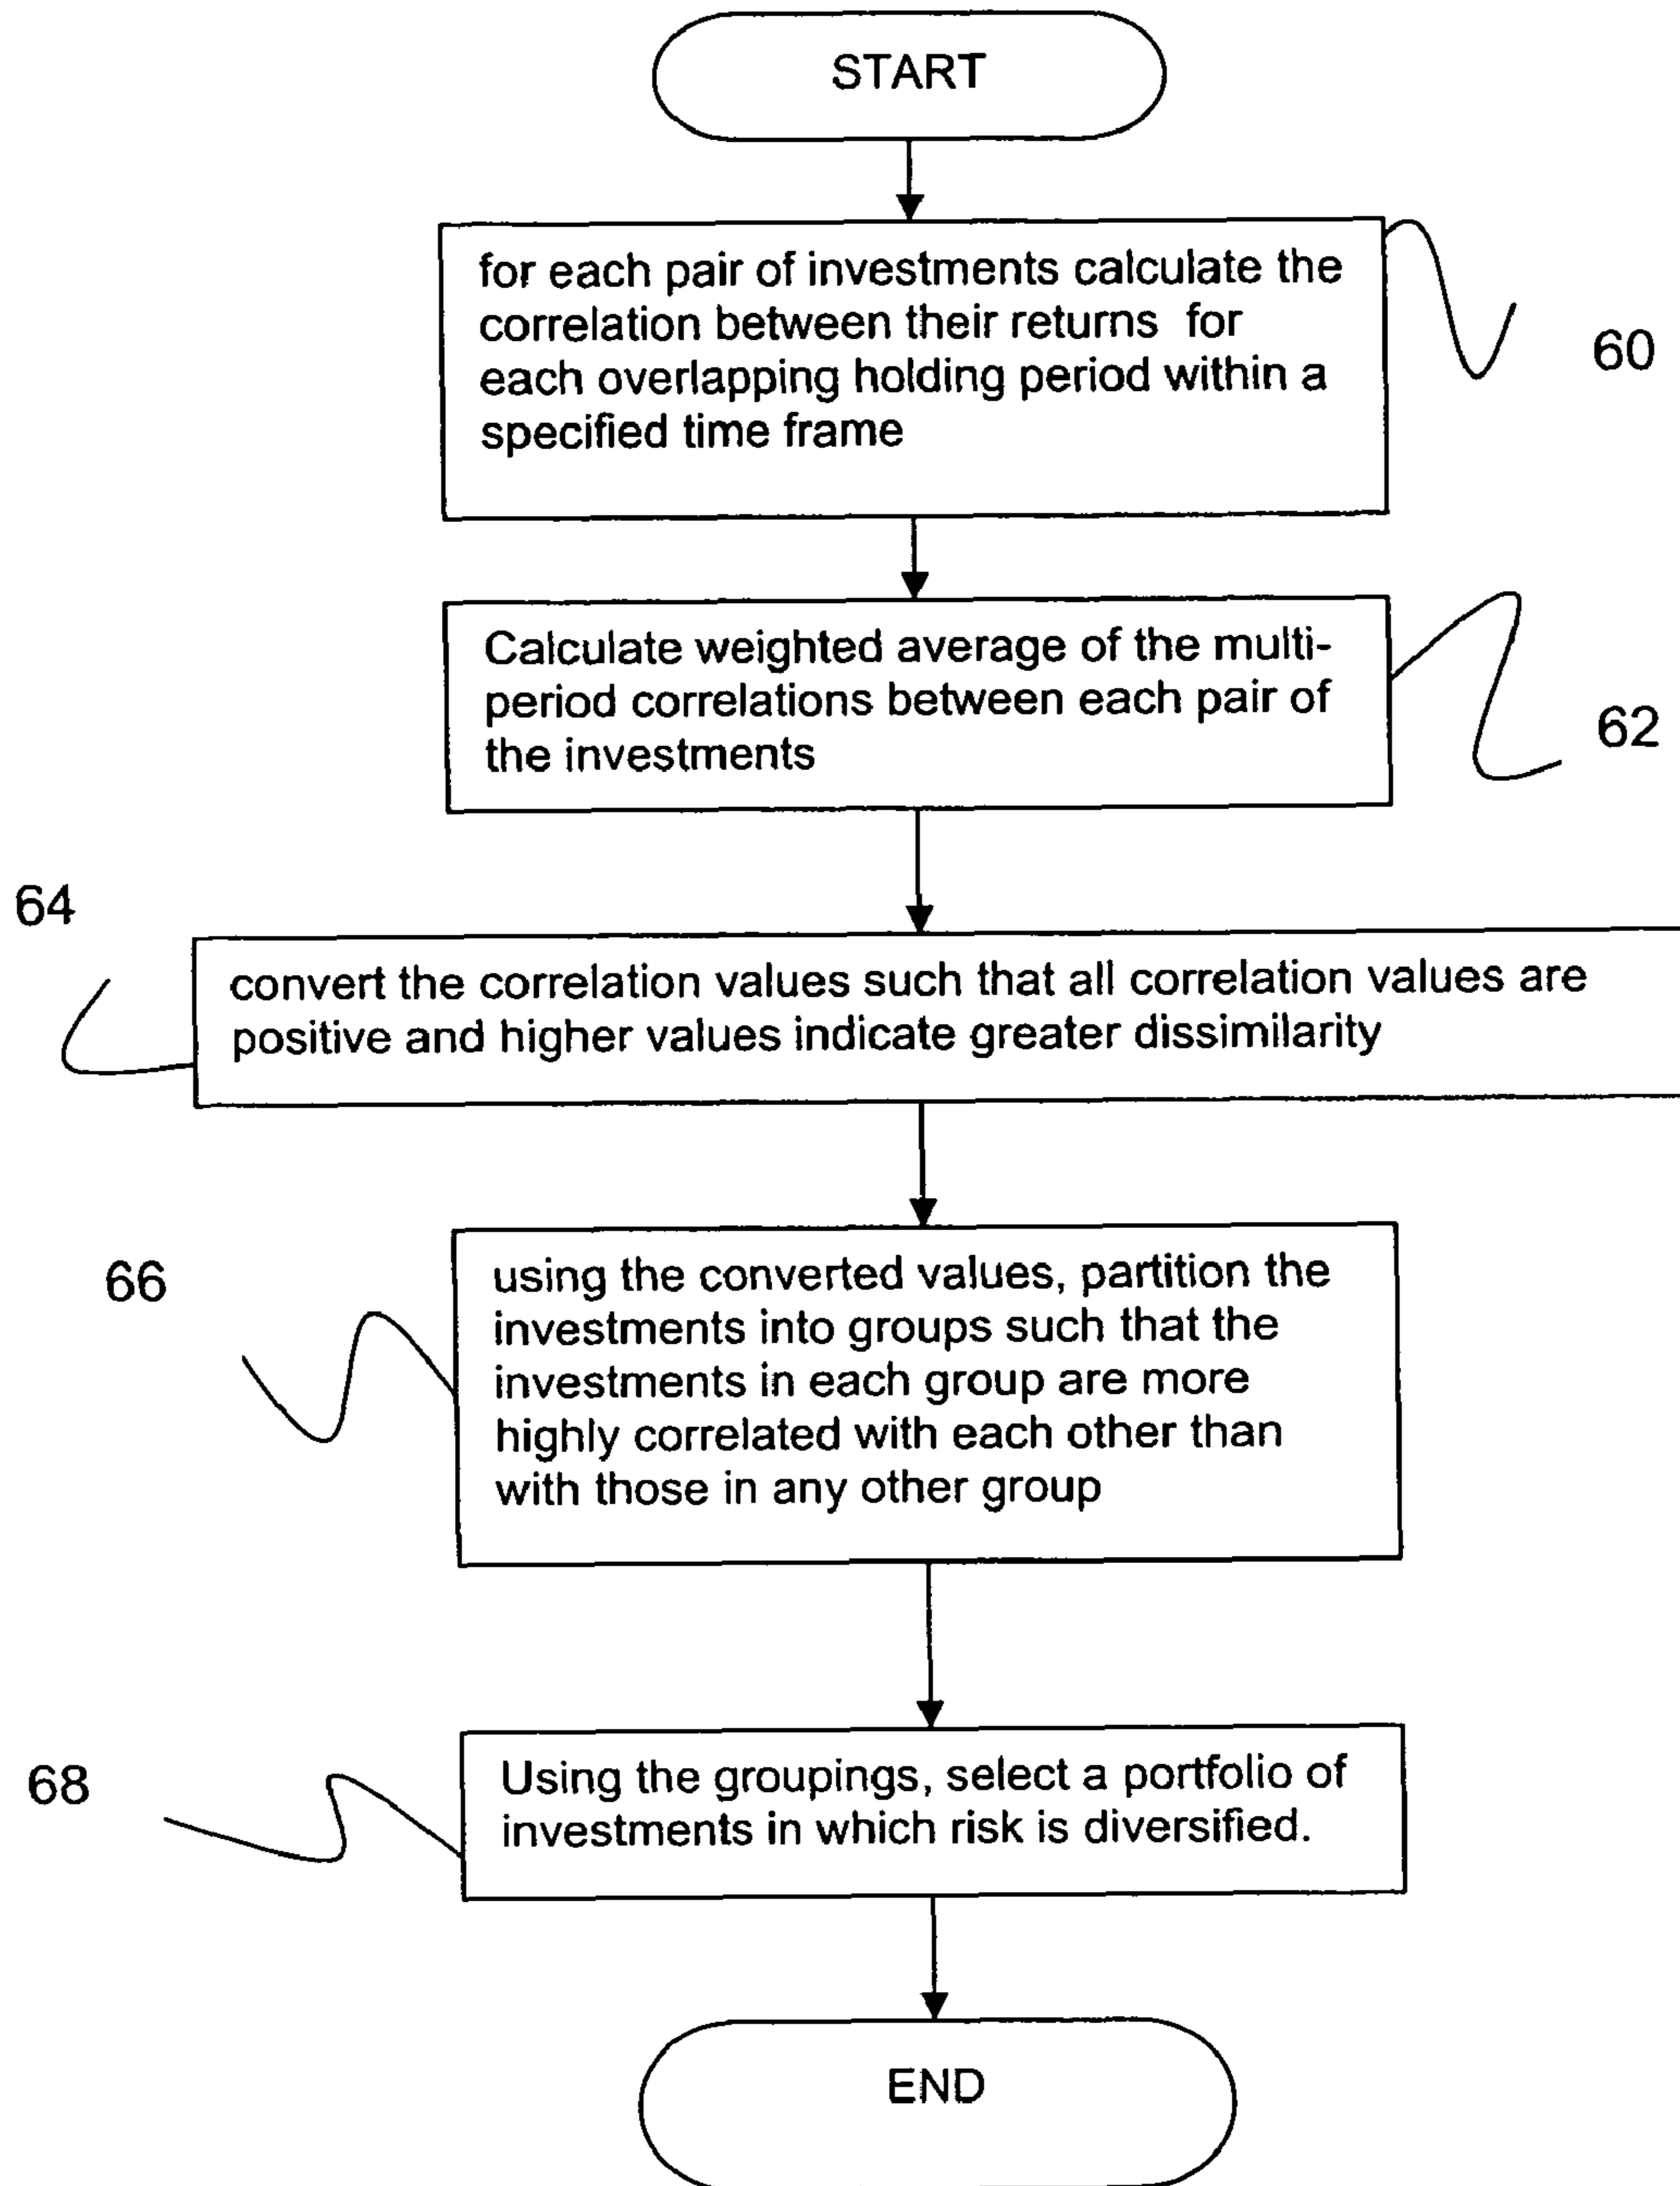 START
for each pair of investments calculate the
correlation between their returns for
each overlapping holding period within a
specified time frame
60
Calculate weighted average of the multi-
period correlations between each pair of
the investments
62
64
convert the correlation values such that all correlation values are
positive and higher values indicate greater dissimilarity
66
using the converted values, partition the
investments into groups such that the
investments in each group are more
highly correlated with each other than
with those in any other group
68
Using the groupings, select a portfolio of
investments in which risk is diversified.
END